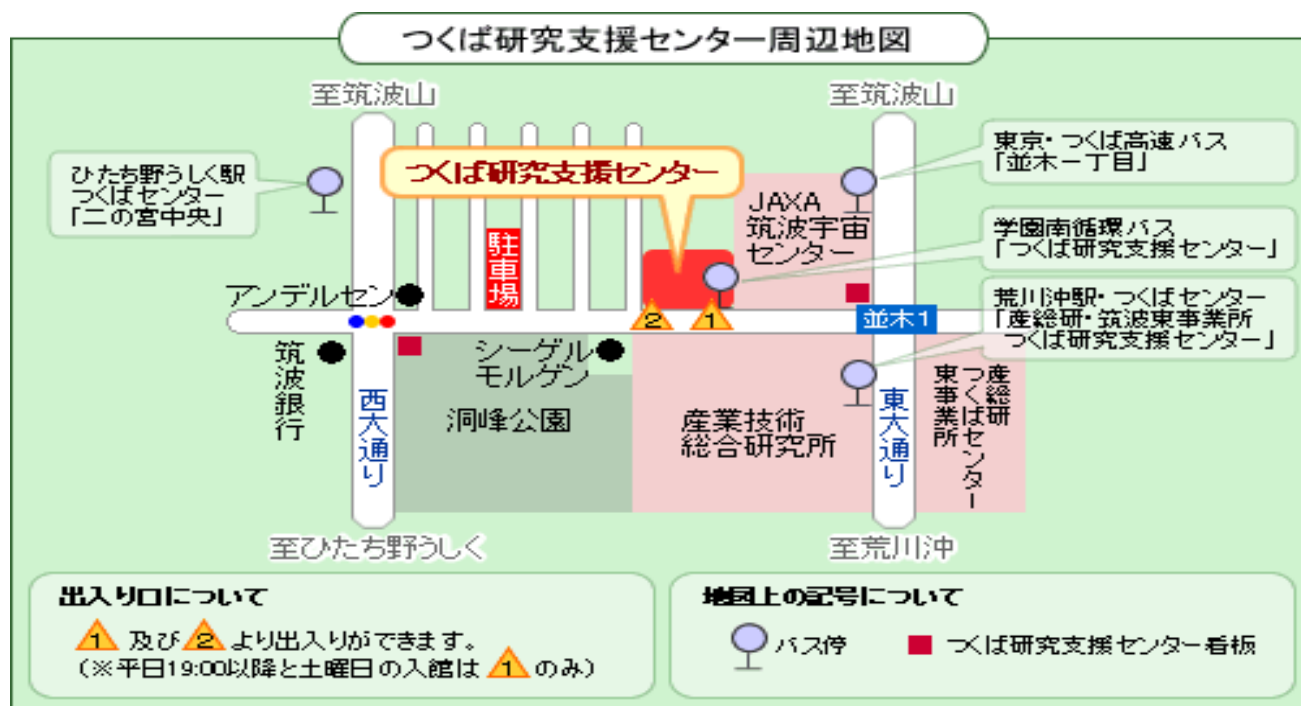 つくば研究支援センター周辺地図
至筑波山
至筑波山
ひたち野うしく駅
つくばセンター
「二の宮中央」
つくば研究支援センター
東京・つくば高速バス
「並木一丁目」
JAXA
筑波宇宙
センター
学園南循環バス
「つくば研究支援センター」
駐車場
アンデルセン
荒川沖駅・つくばセンター
「産総研・筑波東事業所
つくば研究支援センター」
2
1
並木1
筑波銀行
シーゲル
モルゲン
西大通り
洞峰公園
産業技術
総合研究所
東大通り
産総研
つくばセンター
東事業所
至ひたち野うしく
至荒川沖
出入り口について
1 及び 2 より出入りができます。
(※平日19:00以降と土曜日の入館は 1 のみ)
地図上の記号について
バス停
つくば研究支援センター看板